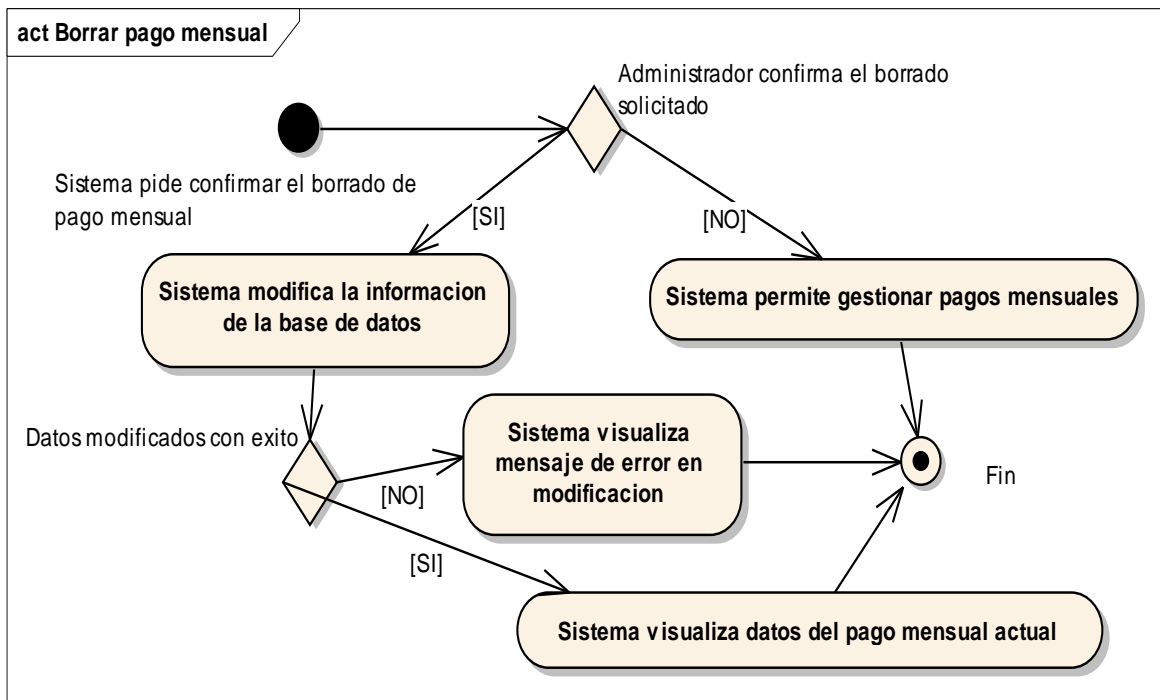 act Borrar pago mensual
Administrador confirma el borrado
solicitado
Sistema pide confirmar el borrado de
pago mensual
[SI]
[NO]
Sistema modifica la informacion
de la base de datos
Sistema permite gestionar pagos mensuales
Datos modificados con exito
Sistema visualiza
mensaje de error en
modificacion
[NO]
Fin
[SI]
Sistema visualiza datos del pago mensual actual